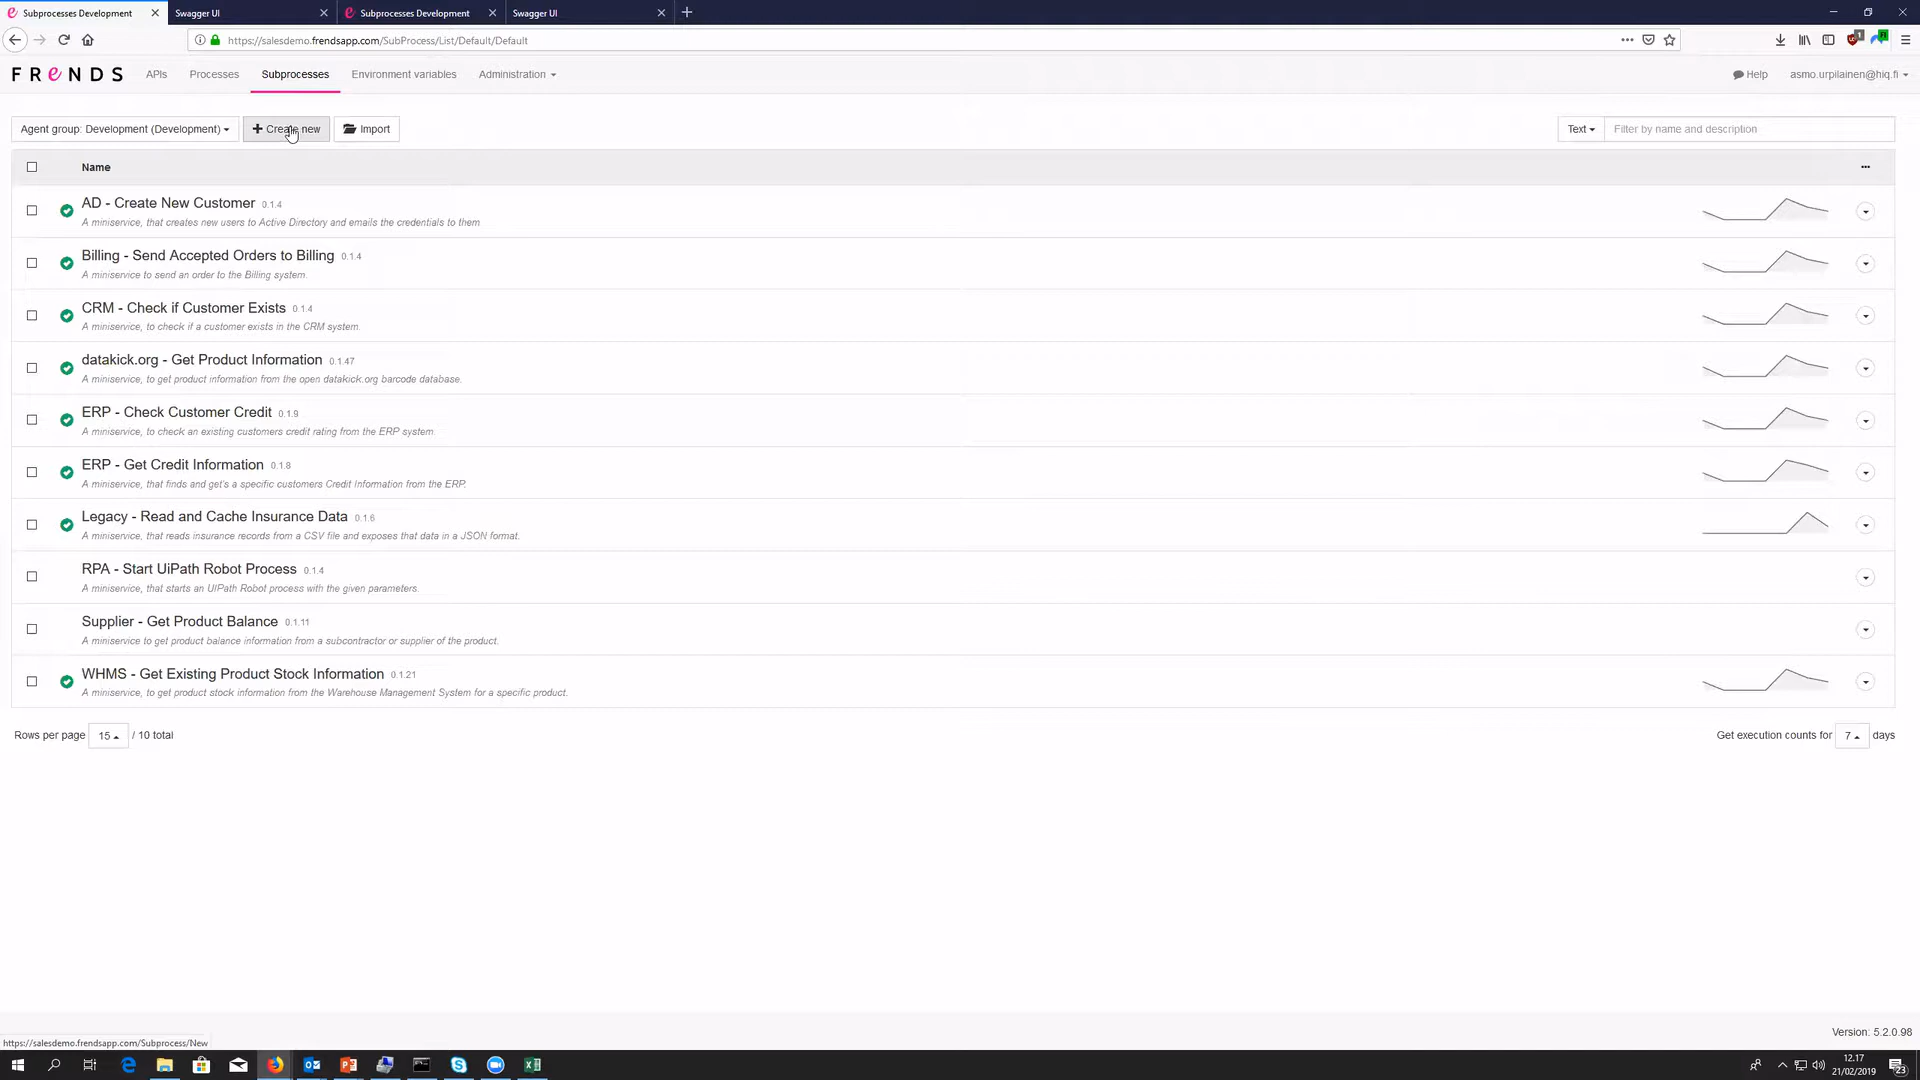 Subprocesses Development
Swagger UI
Subprocesses Development
Swagger UI
https://salesdemo.frendsapp.com/SubProcess/List/Default/Default
FReNDS
APIs
Processes
Subprocesses
Environment variables
Administration
Help
asmo.urpilainen@hiq.fi
Agent group: Development (Development)
Create new
Import
Text
Filter by name and description
Name
AD - Create New Customer 0.1.4
A miniservice, that creates new users to Active Directory and emails the credentials to them
Billing - Send Accepted Orders to Billing 0.1.4
A miniservice to send an order to the Billing system.
CRM - Check if Customer Exists 0.1.4
A miniservice, to check if a customer exists in the CRM system.
datakick.org - Get Product Information 0.1.47
A miniservice, to get product information from the open datakick.org barcode database.
ERP - Check Customer Credit 0.1.9
A miniservice, to check an existing customers credit rating from the ERP system.
ERP - Get Credit Information 0.1.8
A miniservice, that finds and get's a specific customers Credit Information from the ERP.
Legacy - Read and Cache Insurance Data 0.1.6
A miniservice, that reads insurance records from a CSV file and exposes that data in a JSON format.
RPA - Start UiPath Robot Process 0.1.4
A miniservice, that starts an UIPath Robot process with the given parameters.
Supplier - Get Product Balance 0.1.11
A miniservice to get product balance information from a subcontractor or supplier of the product.
WHMS - Get Existing Product Stock Information 0.1.21
A miniservice, to get product stock information from the Warehouse Management System for a specific product.
Rows per page 15 / 10 total
Get execution counts for 7 days
Version: 5.2.0.98
https://salesdemo.frendsapp.com/Subprocess/New
12.17
21/02/2019
23